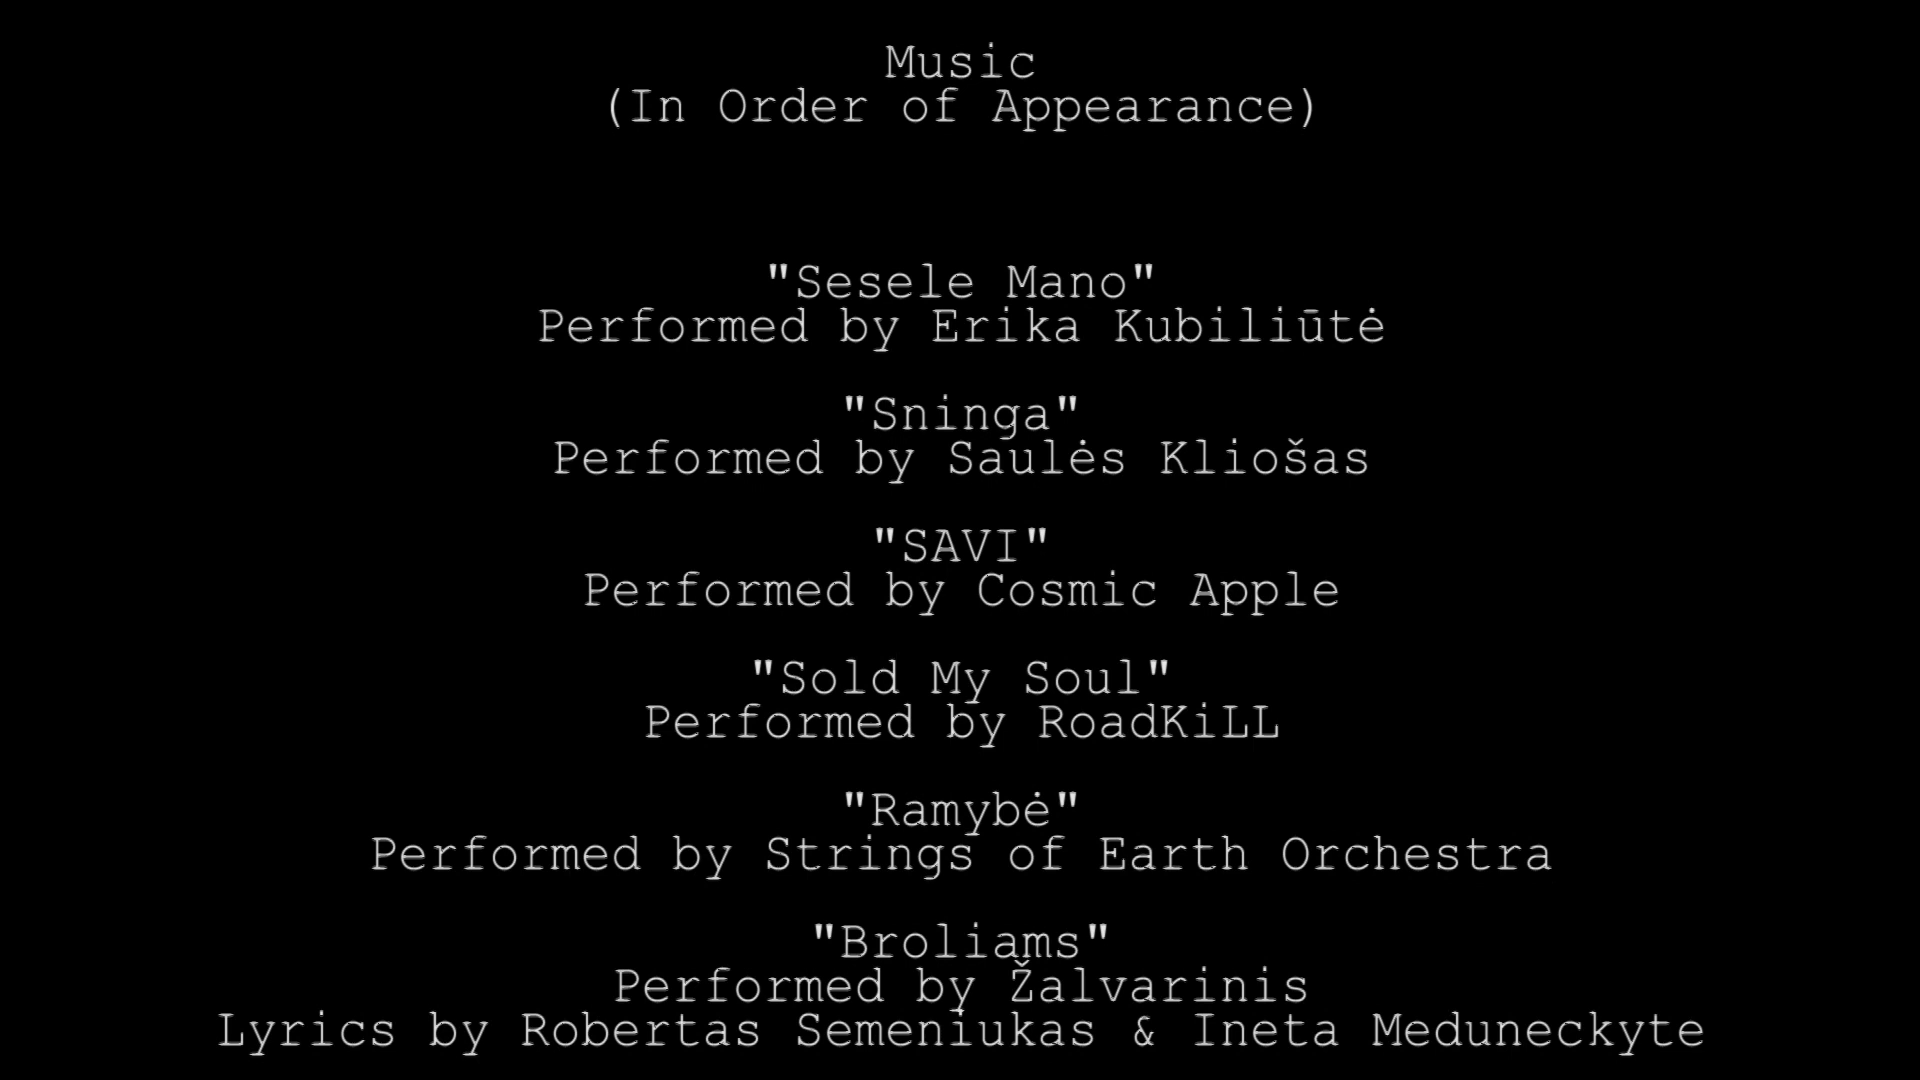 Music
(In Order of Appearance)
"Sesele Mano"
Performed by Erika Kubiliūtė
"Sninga"
Performed by Saulės Kliošas
"SAVI"
Performed by Cosmic Apple
"Sold My Soul"
Performed by RoadKiLL
"Ramybė"
Performed by Strings of Earth Orchestra
"Broliams"
Performed by Žalvarinis
Lyrics by Robertas Semeniukas & Ineta Meduneckyte